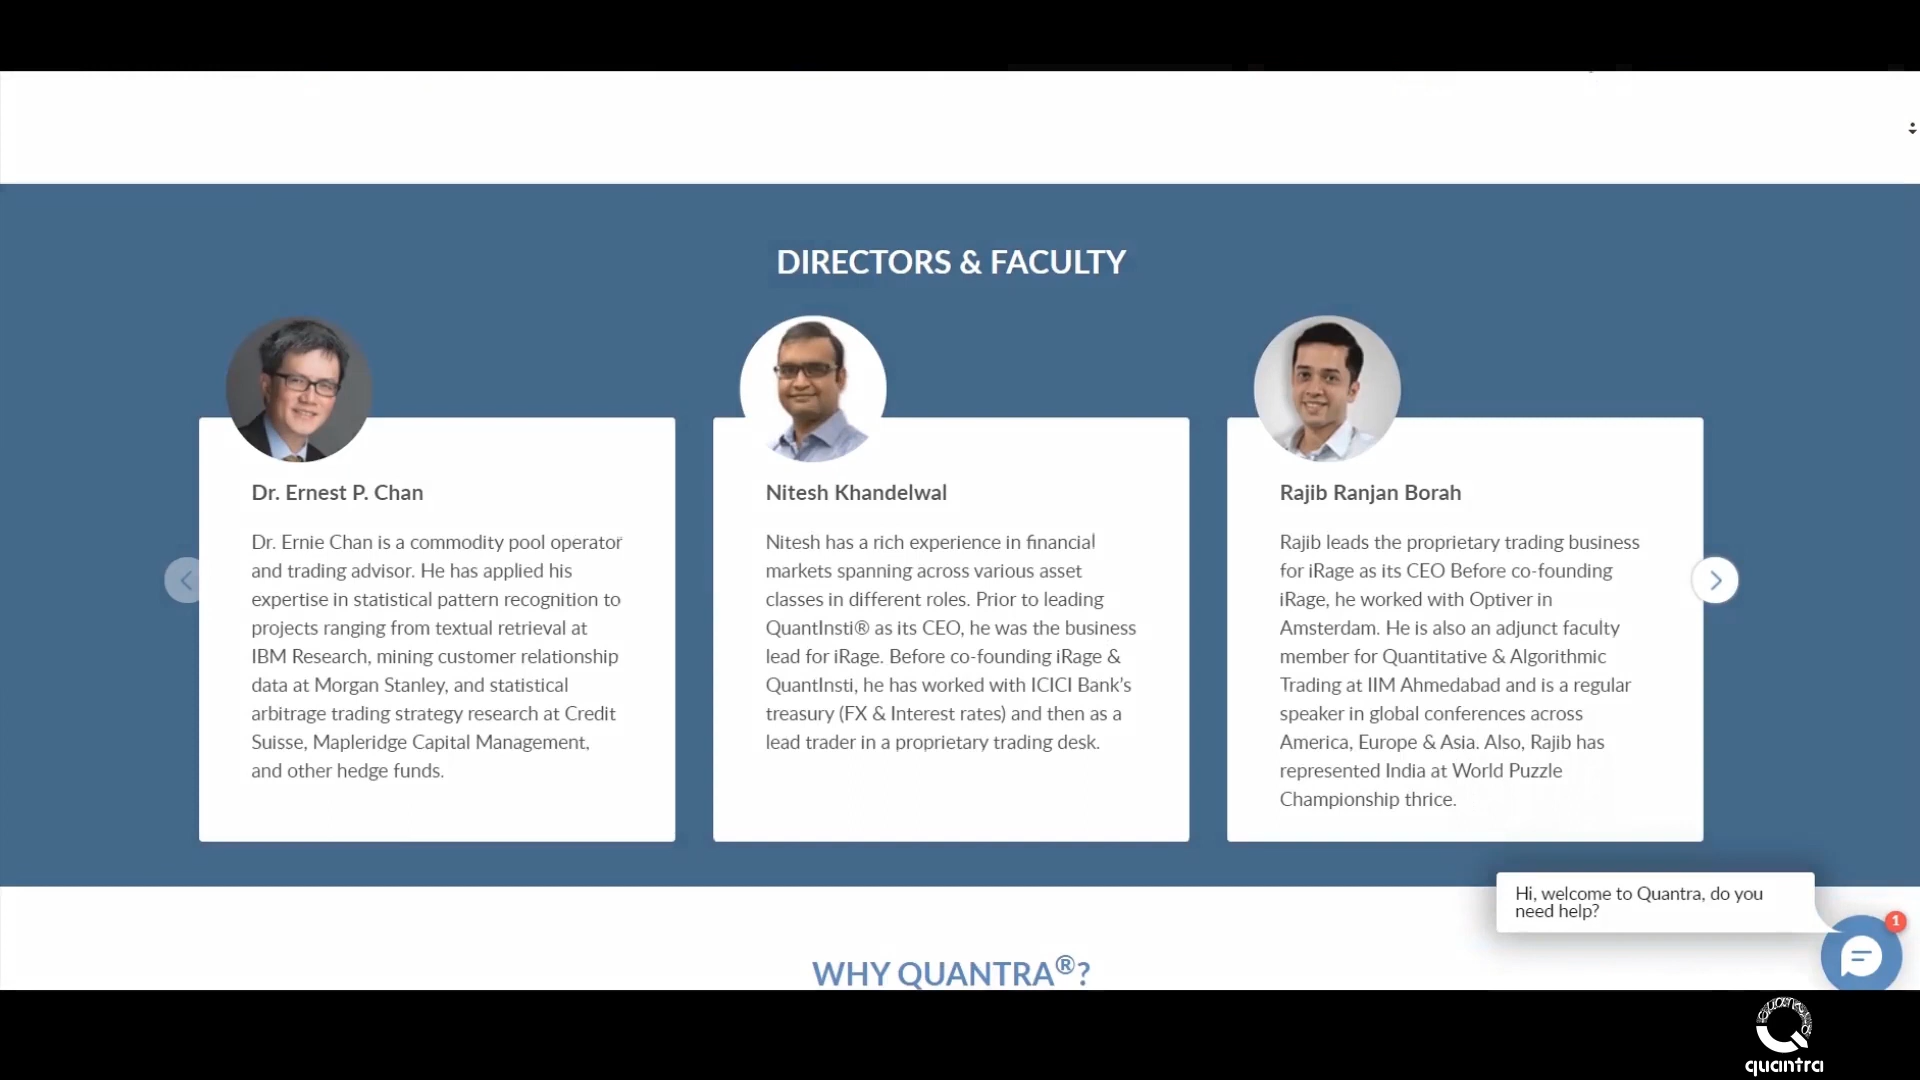 DIRECTORS & FACULTY
Dr. Ernest P. Chan
Dr. Ernie Chan is a commodity pool operator
and trading advisor. He has applied his
expertise in statistical pattern recognition to
projects ranging from textual retrieval at
IBM Research, mining customer relationship
data at Morgan Stanley, and statistical
arbitrage trading strategy research at Credit
Suisse, Mapleridge Capital Management,
and other hedge funds.
Nitesh Khandelwal
Nitesh has a rich experience in financial
markets spanning across various asset
classes in different roles. Prior to leading
QuantInsti® as its CEO, he was the business
lead for iRage. Before co-founding iRage &
QuantInsti, he has worked with ICICI Bank’s
treasury (FX & Interest rates) and then as a
lead trader in a proprietary trading desk.
Rajib Ranjan Borah
Rajib leads the proprietary trading business
for iRage as its CEO Before co-founding
iRage, he worked with Optiver in
Amsterdam. He is also an adjunct faculty
member for Quantitative & Algorithmic
Trading at IIM Ahmedabad and is a regular
speaker in global conferences across
America, Europe & Asia. Also, Rajib has
represented India at World Puzzle
Championship thrice.
Hi, welcome to Quantra, do you
need help?
1
WHY QUANTRA®?
quantra